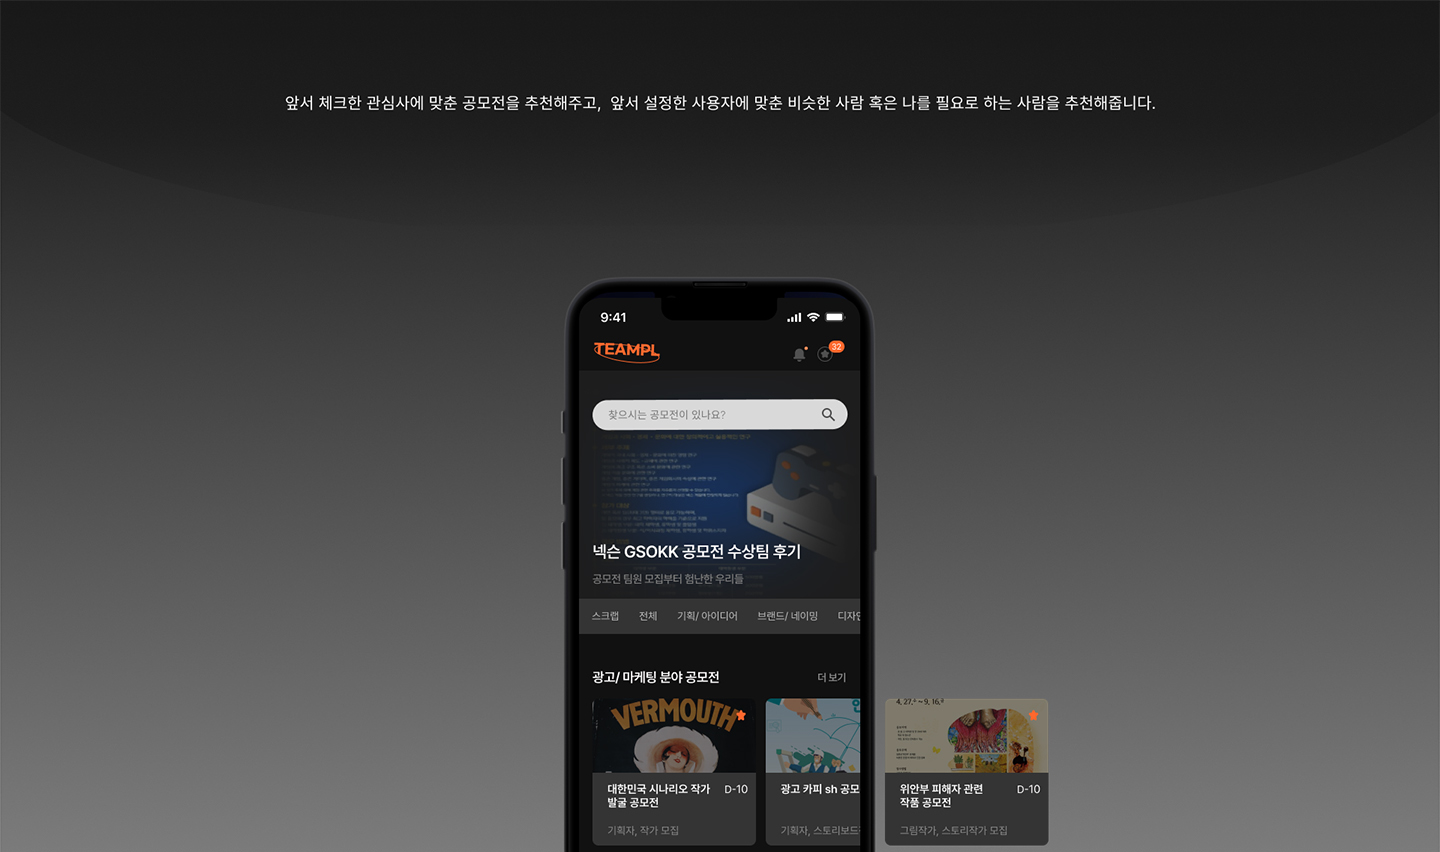 앞서 체크한 관심사에 맞춘 공모전을 추천해주고, 앞서 설정한 사용자에 맞춘 비슷한 사람 혹은 나를 필요로 하는 사람을 추천해줍니다.
9:41
TEAMPL
32
찾으시는 공모전이 있나요?
넥슨 GSOKK 공모전 수상팀 후기
공모전 팀원 모집부터 험난한 우리들
스크랩 전체 기획/ 아이디어 브랜드/ 네이밍 디자인
광고/ 마케팅 분야 공모전 더 보기
VERMOUTH
4. 27. ~ 9. 16.
대한민국 시나리오 작가 D-10
발굴 공모전
기획자, 작가 모집
광고 카피 sh 공모
기획자, 스토리보드
위안부 피해자 관련 D-10
작품 공모전
그림작가, 스토리작가 모집